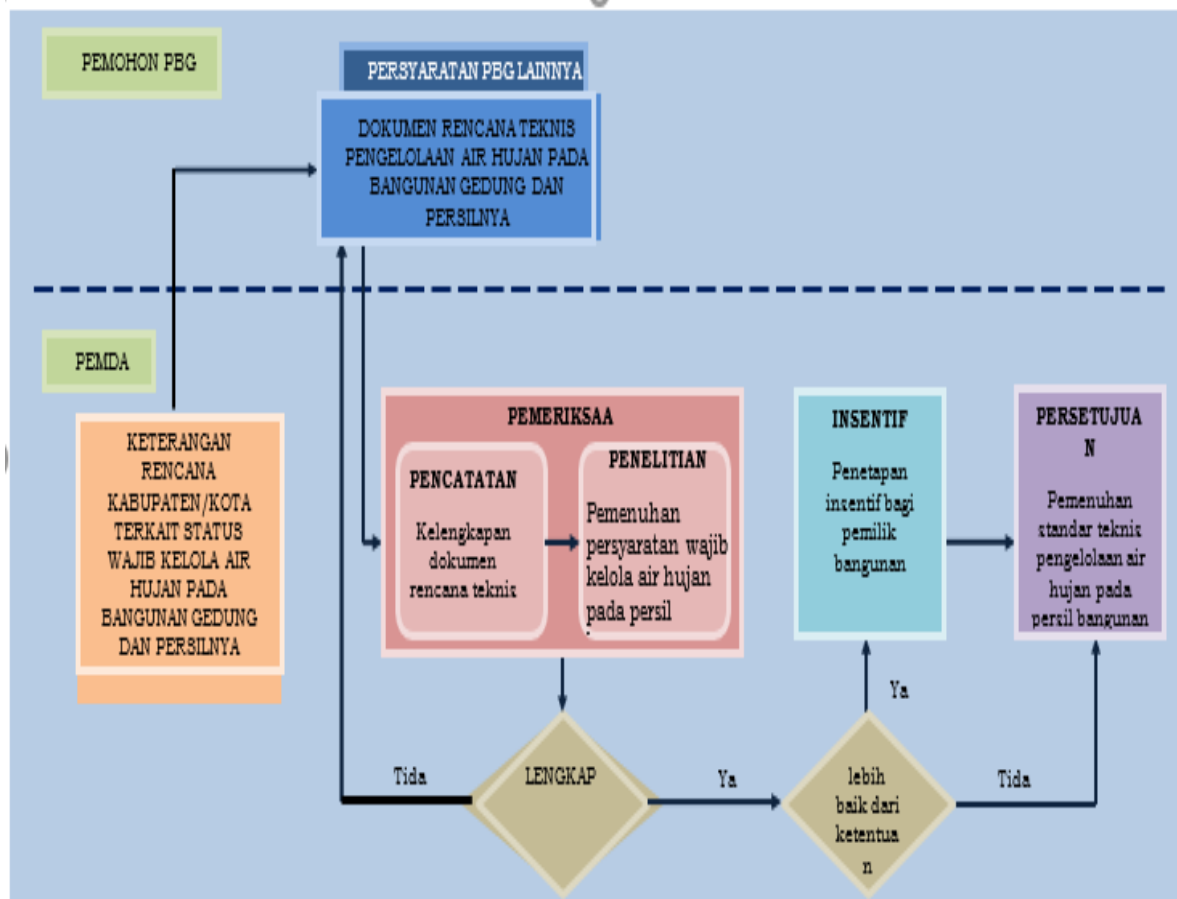 PEMOHON PBG
PERSYARATAN PBG LAINNYA
DOKUMEN RENCANA TEKNIS
PENGELOLAAN AIR HUJAN PADA
BANGUNAN GEDUNG DAN
PERSILNYA
PEMDA
KETERANGAN
RENCANA
KABUPATEN/KOTA
TERKAIT STATUS
WAJIB KELOLA AIR
HUJAN PADA
BANGUNAN GEDUNG
DAN PERSILNYA
PEMERIKSAA
PENCATATAN
Kelengkapan
dokumen
rencana teknis
PENELITIAN
Pemenuhan
persyaratan wajib
kelola air hujan
pada persil
INSENTIF
Penetapan
insentif bagi
pemilik
bangunan
PERSETUJUA
N
Pemenuhan
standar teknis
pengelolaan air
hujan pada
persil bangunan
Ya
Tida
LENGKAP
Ya
lebih
baik dari
ketentua
n
Tida